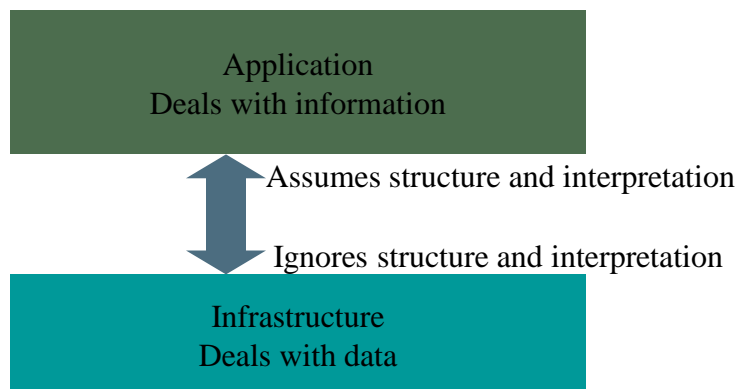 Application
Deals with information
Assumes structure and interpretation
Ignores structure and interpretation
Infrastructure
Deals with data